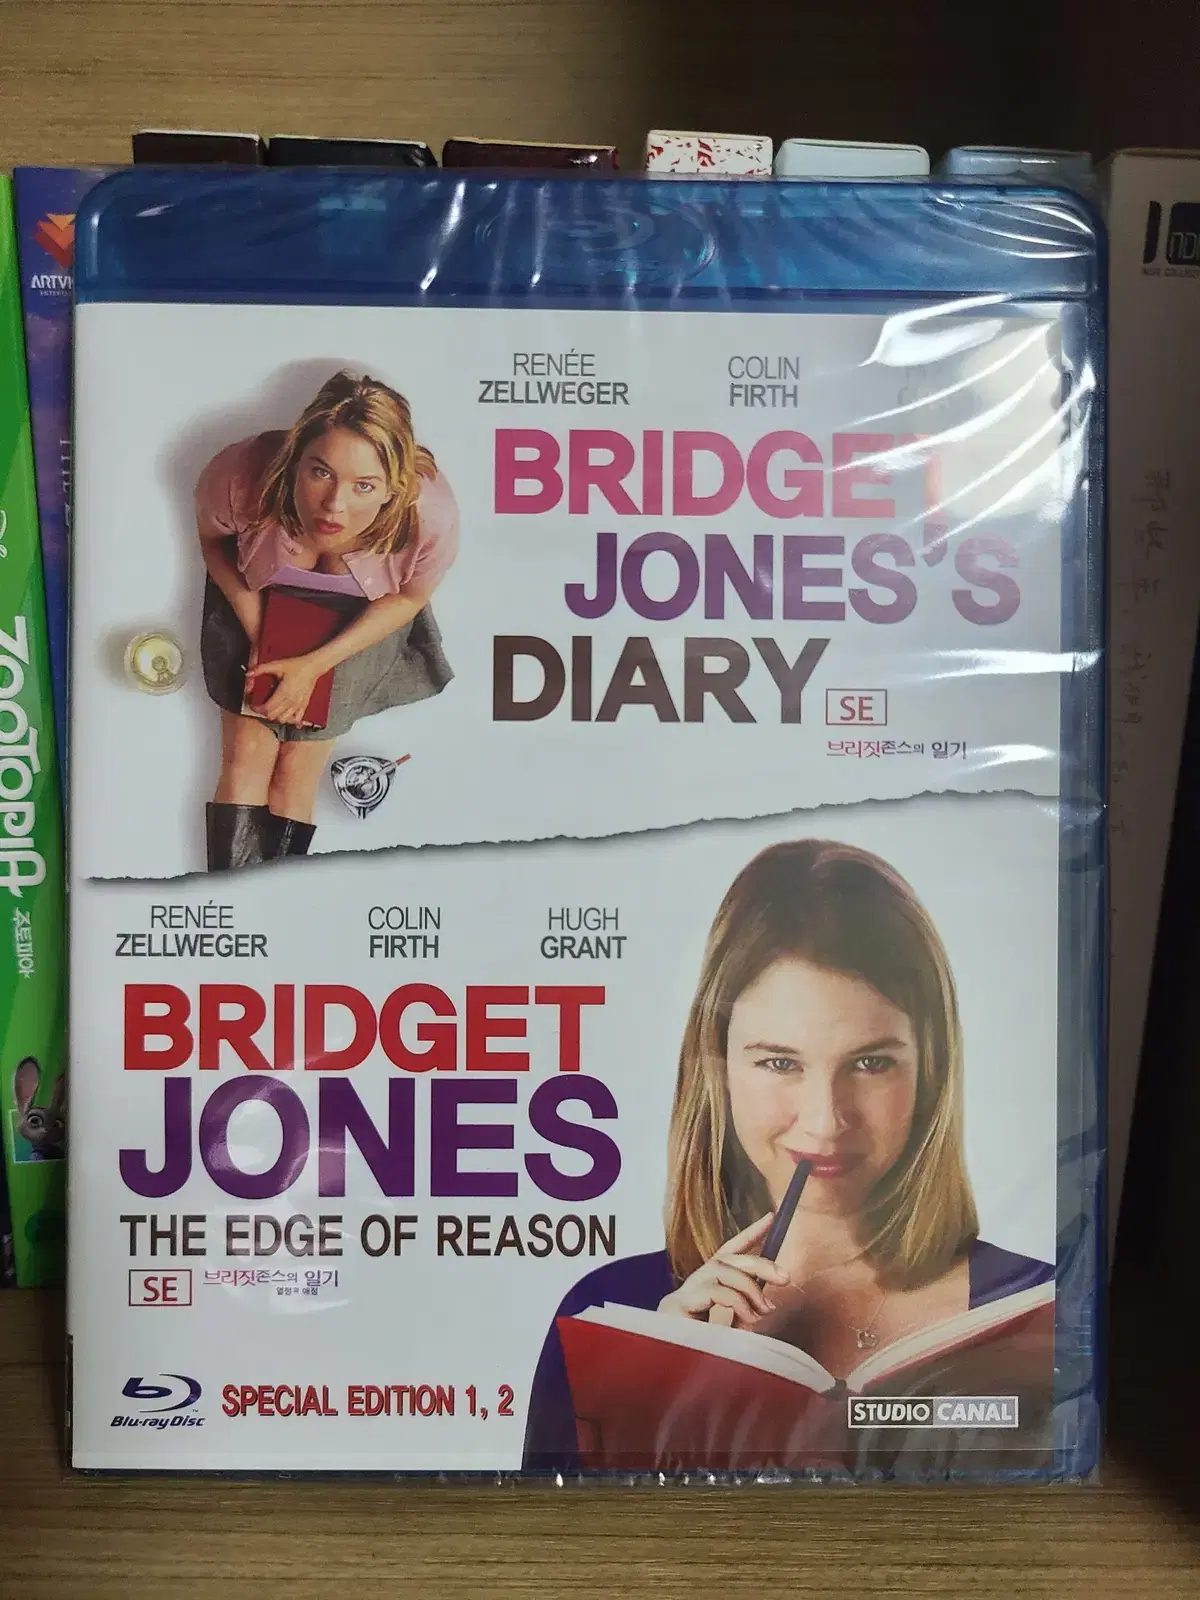 RENÉE
ZELLWEGER
COLIN
FIRTH
BRIDGET
JONES'S
DIARY
SE
브리짓존스의 일기
RENÉE
ZELLWEGER
COLIN
FIRTH
HUGH
GRANT
BRIDGET
JONES
THE EDGE OF REASON
SE
브리짓존스의 일기
열정과 애정
Blu-ray Disc
SPECIAL EDITION 1, 2
STUDIO CANAL
ZOOTOPIA
주토피아